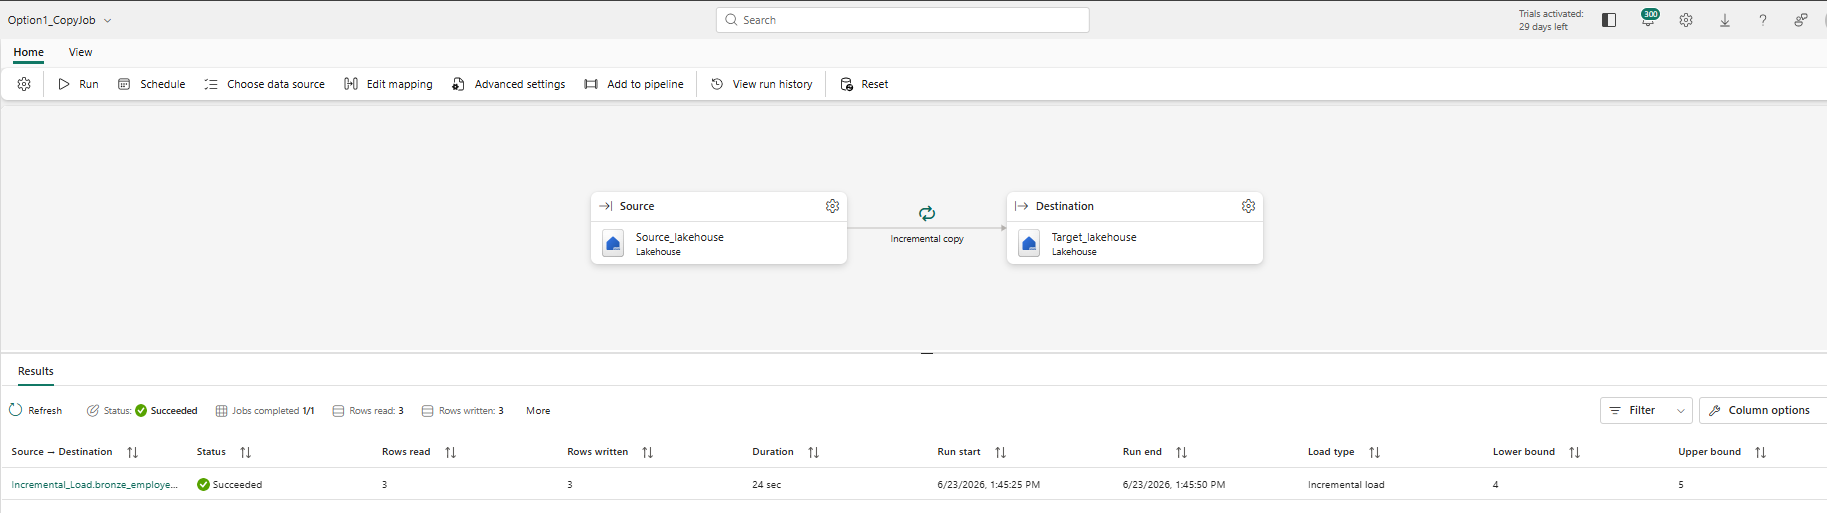 Option1_CopyJob
Search
Trials activated:
29 days left
300
Home View
Run Schedule Choose data source Edit mapping Advanced settings Add to pipeline View run history Reset
Source
Source_lakehouse
Lakehouse
Incremental copy
Destination
Target_lakehouse
Lakehouse
Results
Refresh Status: Succeeded Jobs completed 1/1 Rows read: 3 Rows written: 3 More Filter Column options
Source → Destination Status Rows read Rows written Duration Run start Run end Load type Lower bound Upper bound
Incremental_Load.bronze_employe... Succeeded 3 3 24 sec 6/23/2026, 1:45:25 PM 6/23/2026, 1:45:50 PM Incremental load 4 5